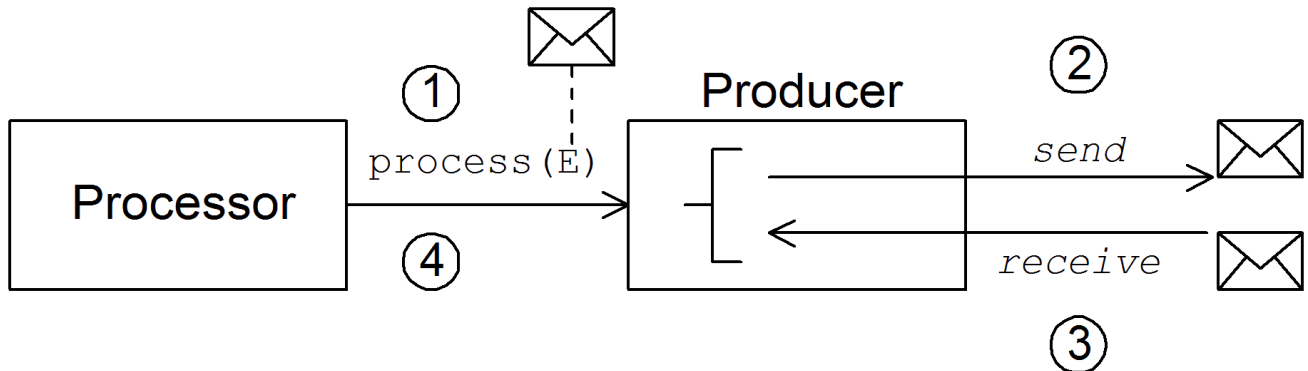 1
2
Producer
process(E)
send
Processor
4
receive
3